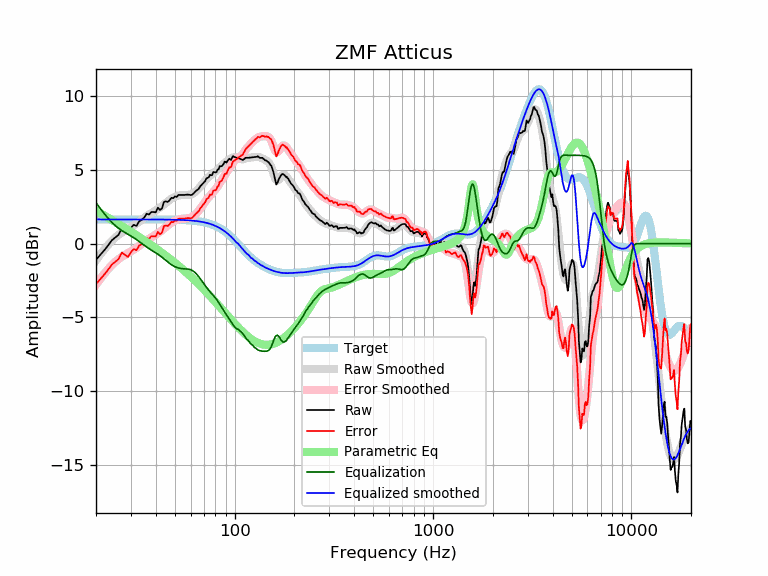 ZMF Atticus
10
5
0
−5
−10
−15
Amplitude (dBr)
100
1000
10000
Frequency (Hz)
Target
Raw Smoothed
Error Smoothed
Raw
Error
Parametric Eq
Equalization
Equalized smoothed